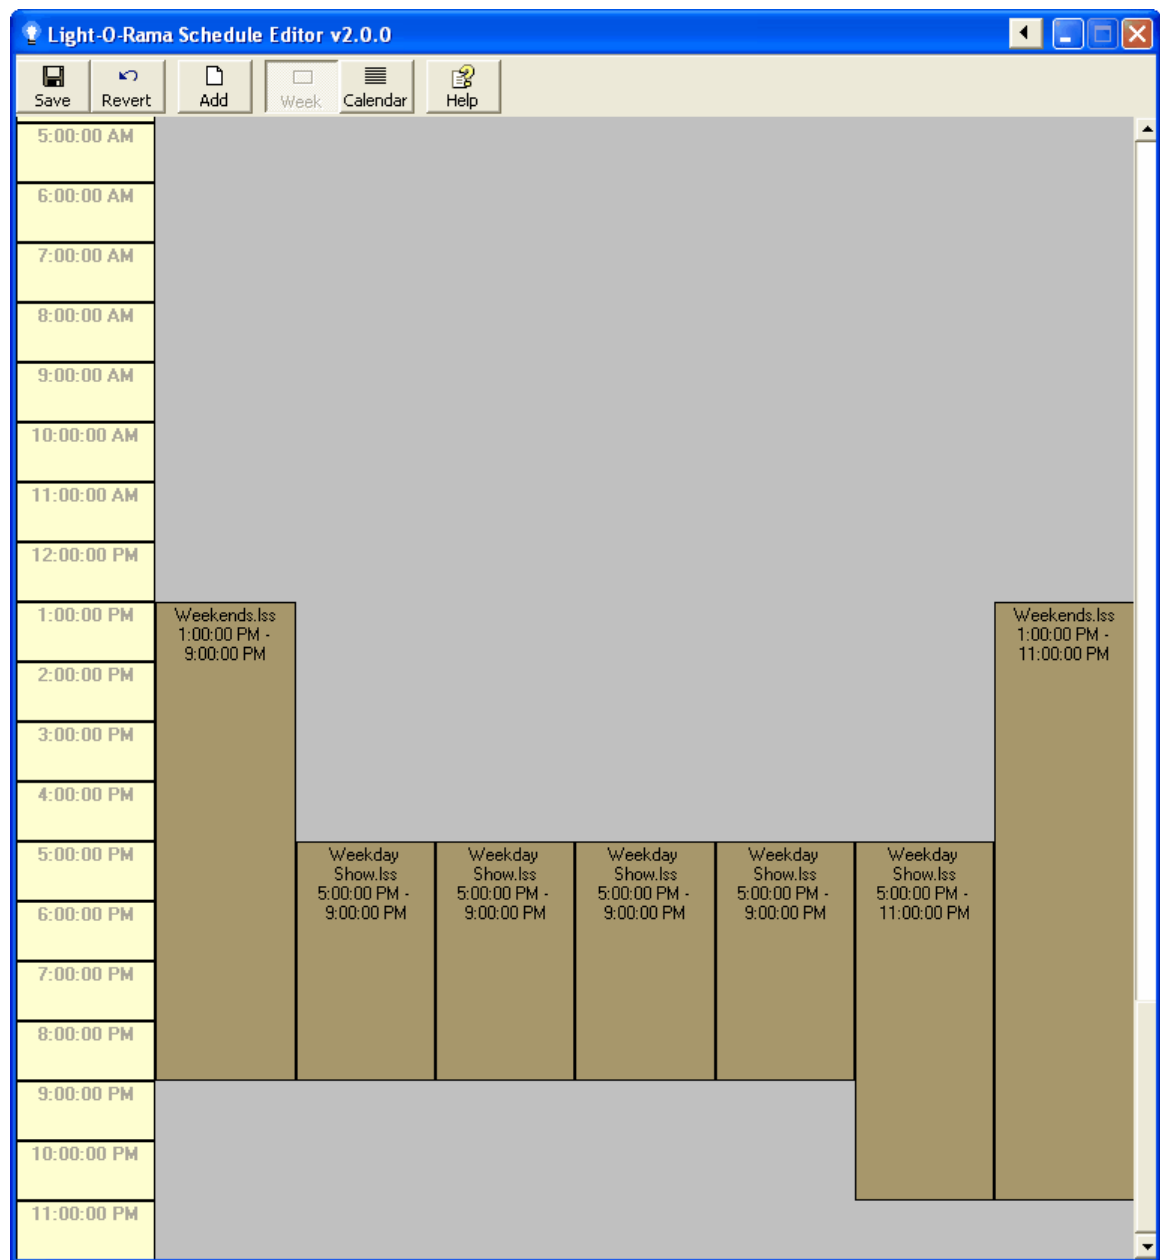 Light-O-Rama Schedule Editor v2.0.0
Save Revert Add Week Calendar Help
5:00:00 AM
6:00:00 AM
7:00:00 AM
8:00:00 AM
9:00:00 AM
10:00:00 AM
11:00:00 AM
12:00:00 PM
1:00:00 PM
2:00:00 PM
3:00:00 PM
4:00:00 PM
5:00:00 PM
6:00:00 PM
7:00:00 PM
8:00:00 PM
9:00:00 PM
10:00:00 PM
11:00:00 PM
Weekends.lss
1:00:00 PM -
9:00:00 PM
Weekday
Show.lss
5:00:00 PM -
9:00:00 PM
Weekday
Show.lss
5:00:00 PM -
9:00:00 PM
Weekday
Show.lss
5:00:00 PM -
9:00:00 PM
Weekday
Show.lss
5:00:00 PM -
9:00:00 PM
Weekday
Show.lss
5:00:00 PM -
11:00:00 PM
Weekends.lss
1:00:00 PM -
11:00:00 PM